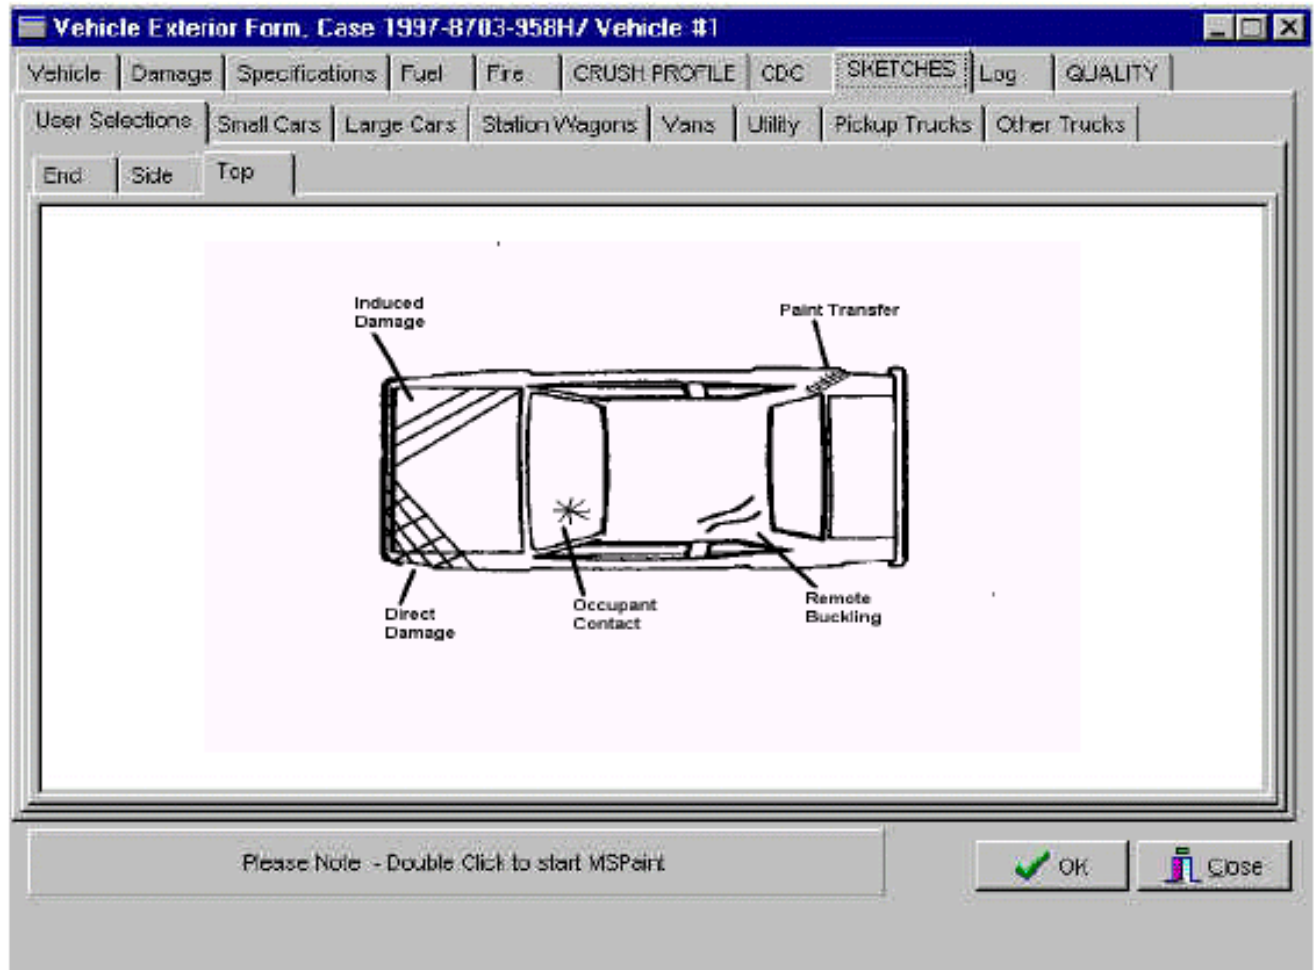 Vehicle Exterior Form, Case 1997-8703-958H/ Vehicle #1
Vehicle Damage Specifications Fuel Fire CRUSH PROFILE CDC SKETCHES Log QUALITY
User Selections Small Cars Large Cars Station Wagons Vans Utility Pickup Trucks Other Trucks
End Side Top
Induced
Damage
Paint Transfer
Direct
Damage
Occupant
Contact
Remote
Buckling
Please Note - Double Click to start MSPaint
OK
Close